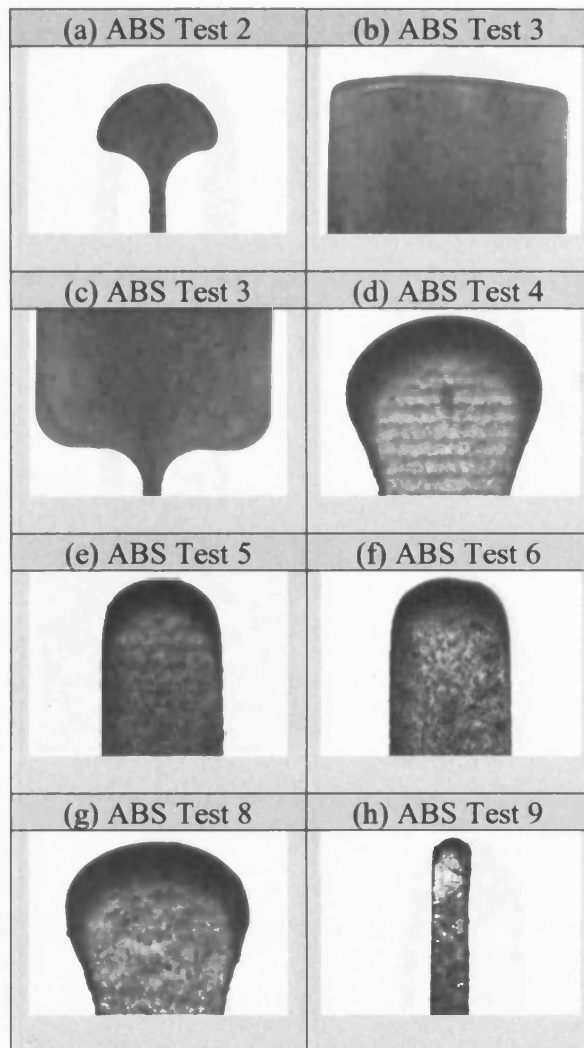 (a) ABS Test 2
(b) ABS Test 3
(c) ABS Test 3
(d) ABS Test 4
(e) ABS Test 5
(f) ABS Test 6
(g) ABS Test 8
(h) ABS Test 9